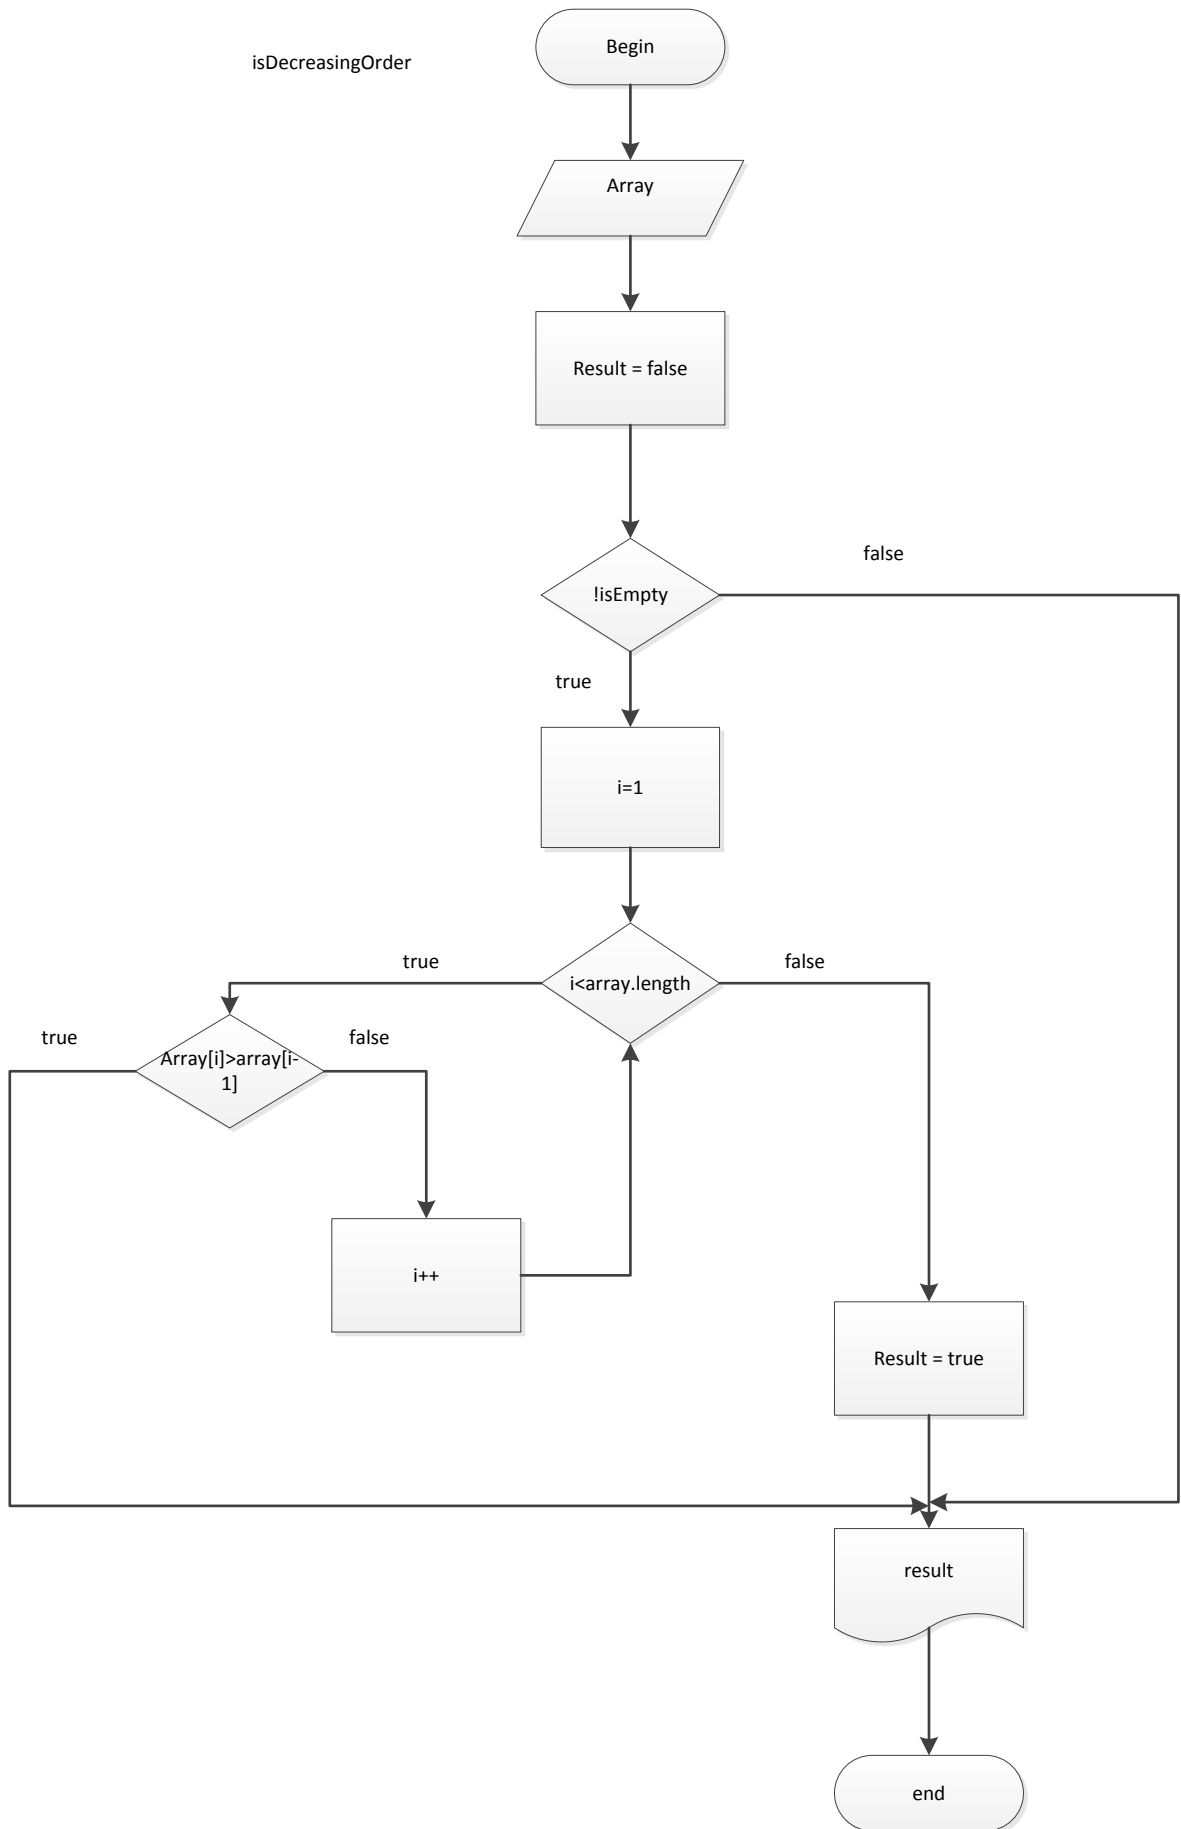 Begin
isDecreasingOrder
Array
Result = false
false
!isEmpty
true
i=1
true
i<array.length
false
true
Array[i]>array[i-
1]
false
i++
Result = true
result
end